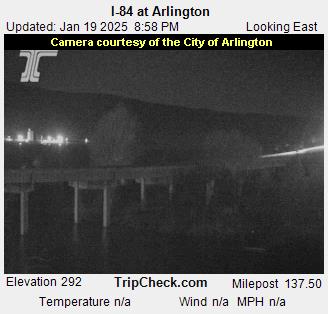 I-84 at Arlington
Updated: Jan 19 2025 8:58 PM Looking East
Camera courtesy of the City of Arlington
Elevation 292 TripCheck.com Milepost 137.50
Temperature n/a Wind n/a MPH n/a